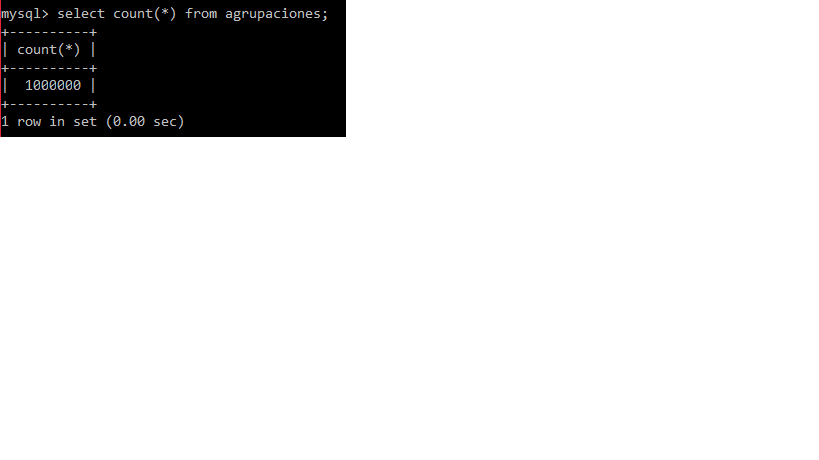 mysql> select count(*) from agrupaciones;
+----------+
| count(*) |
+----------+
|  1000000 |
+----------+
1 row in set (0.00 sec)